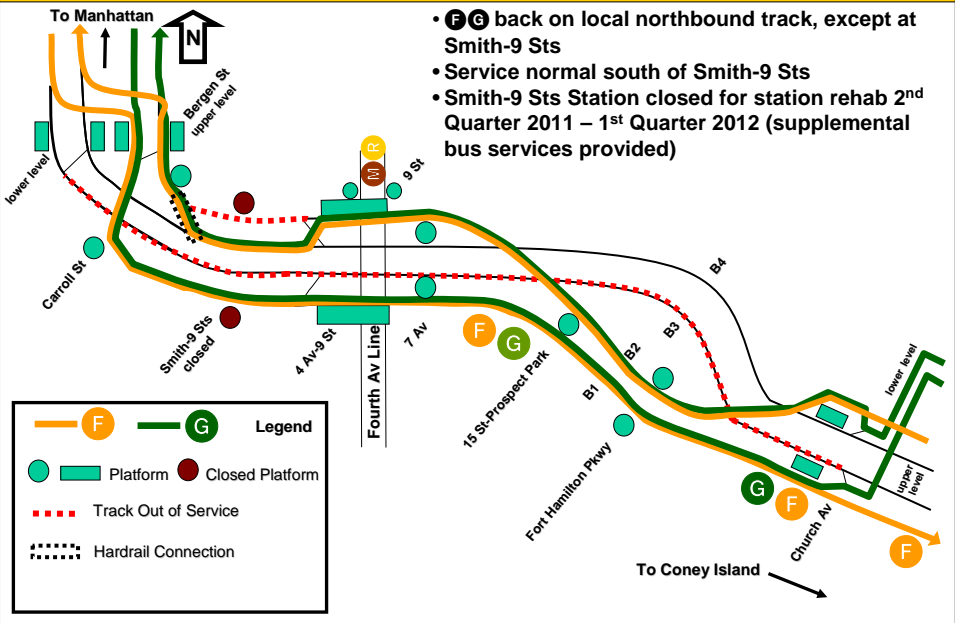 To Manhattan
N
• F G back on local northbound track, except at
Smith-9 Sts
• Service normal south of Smith-9 Sts
• Smith-9 Sts Station closed for station rehab 2nd
Quarter 2011 – 1st Quarter 2012 (supplemental
bus services provided)
Bergen St
upper level
lower level
R
M
9 St
Carroll St
Smith-9 Sts
closed
4 Av-9 St
Fourth Av Line
7 Av
F
G
15 St-Prospect Park
B4
B3
B2
B1
Fort Hamilton Pkwy
lower level
upper
level
G
F
Church Av
F
To Coney Island
F
G
Legend
Platform
Closed Platform
Track Out of Service
Hardrail Connection